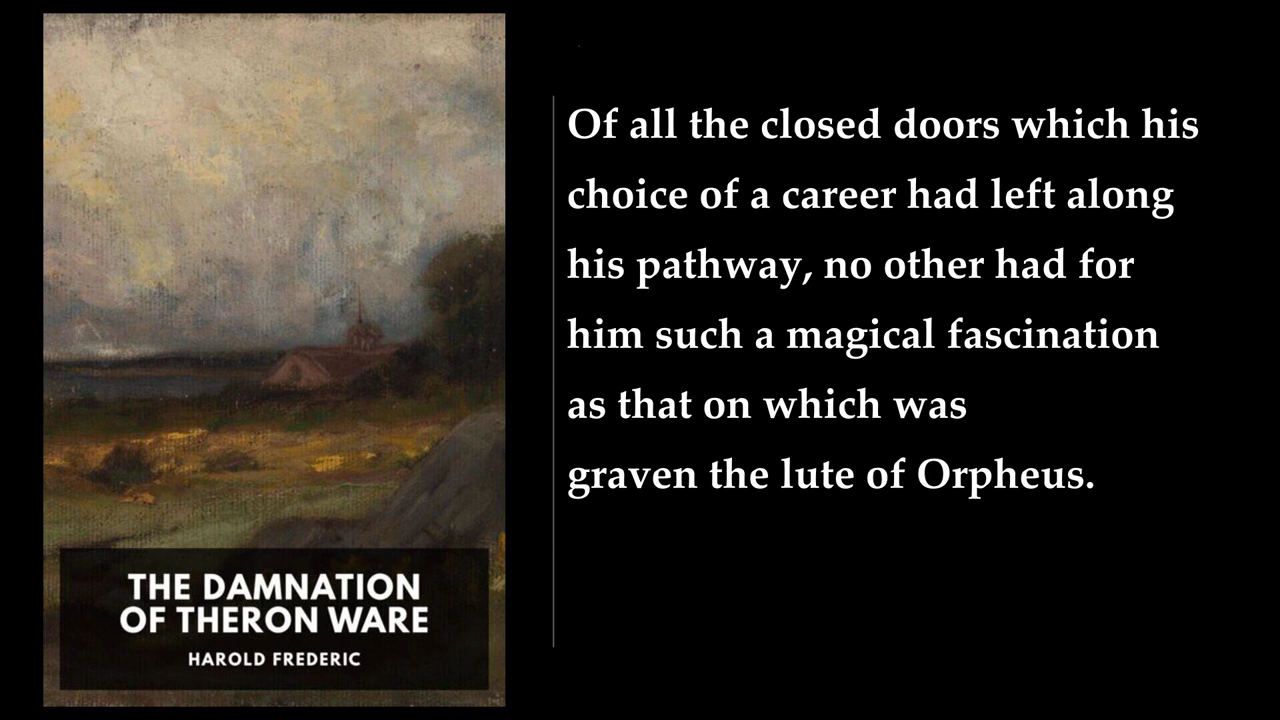 THE DAMNATION
OF THERON WARE
HAROLD FREDERIC
Of all the closed doors which his
choice of a career had left along
his pathway, no other had for
him such a magical fascination
as that on which was
graven the lute of Orpheus.